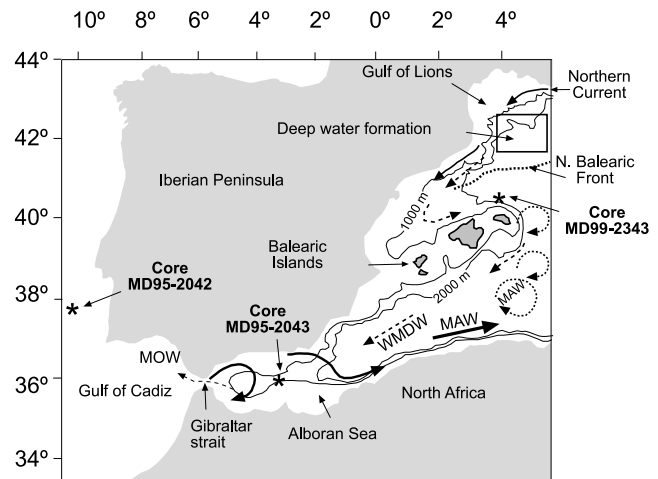 10º 8º 6º 4º 2º 0º 2º 4º
44º
42º
40º
38º
36º
34º
Gulf of Lions
Northern
Current
Deep water formation
N. Balearic
Front
Iberian Peninsula
1000 m
Core
MD99-2343
Balearic
Islands
Core
MD95-2042
2000 m
MAW
Core
MD95-2043
WMDW
MAW
MOW
Gulf of Cadiz
North Africa
Gibraltar
strait
Alboran Sea